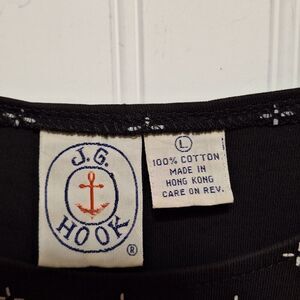 J.G.
HOOK
®
L
100% COTTON
MADE IN
HONG KONG
CARE ON REV.